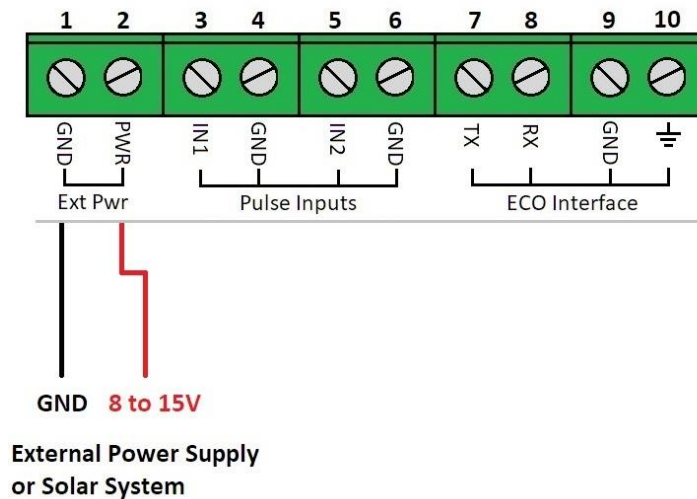 1 2 3 4 5 6 7 8 9 10
GND PWR IN1 GND IN2 GND TX RX GND
Ext Pwr Pulse Inputs ECO Interface
GND 8 to 15V
External Power Supply
or Solar System